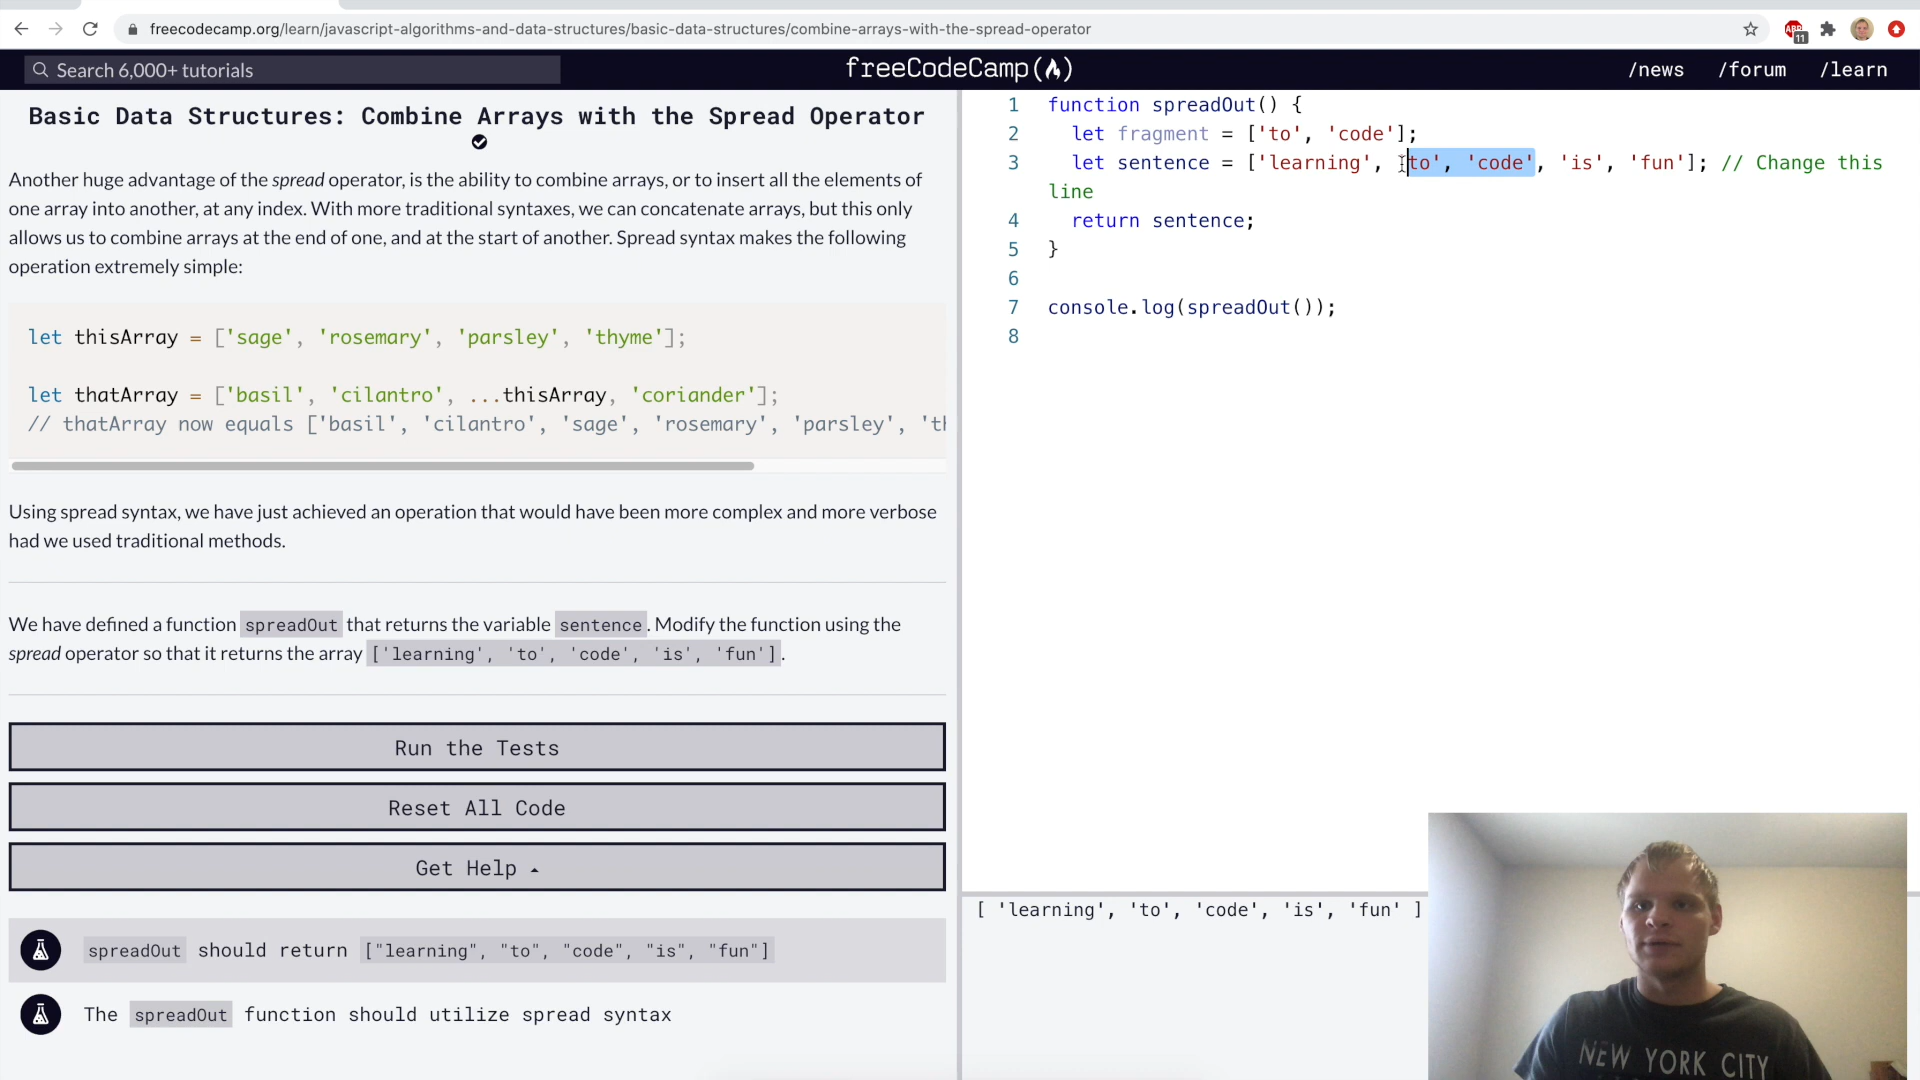 freecodecamp.org/learn/javascript-algorithms-and-data-structures/basic-data-structures/combine-arrays-with-the-spread-operator
ABP
11
Search 6,000+ tutorials
freeCodeCamp
/news
/forum
/learn
Basic Data Structures: Combine Arrays with the Spread Operator
Another huge advantage of the spread operator, is the ability to combine arrays, or to insert all the elements of
one array into another, at any index. With more traditional syntaxes, we can concatenate arrays, but this only
allows us to combine arrays at the end of one, and at the start of another. Spread syntax makes the following
operation extremely simple:
let thisArray = ['sage', 'rosemary', 'parsley', 'thyme'];
let thatArray = ['basil', 'cilantro', ...thisArray, 'coriander'];
// thatArray now equals ['basil', 'cilantro', 'sage', 'rosemary', 'parsley', 'th
Using spread syntax, we have just achieved an operation that would have been more complex and more verbose
had we used traditional methods.
We have defined a function spreadOut that returns the variable sentence. Modify the function using the
spread operator so that it returns the array ['learning', 'to', 'code', 'is', 'fun'].
Run the Tests
Reset All Code
Get Help
spreadOut should return ["learning", "to", "code", "is", "fun"]
The spreadOut function should utilize spread syntax
1 function spreadOut() {
2 let fragment = ['to', 'code'];
3 let sentence = ['learning', 'to', 'code', 'is', 'fun']; // Change this
line
4 return sentence;
5 }
6
7 console.log(spreadOut());
8
[ 'learning', 'to', 'code', 'is', 'fun' ]
NEW YORK CITY